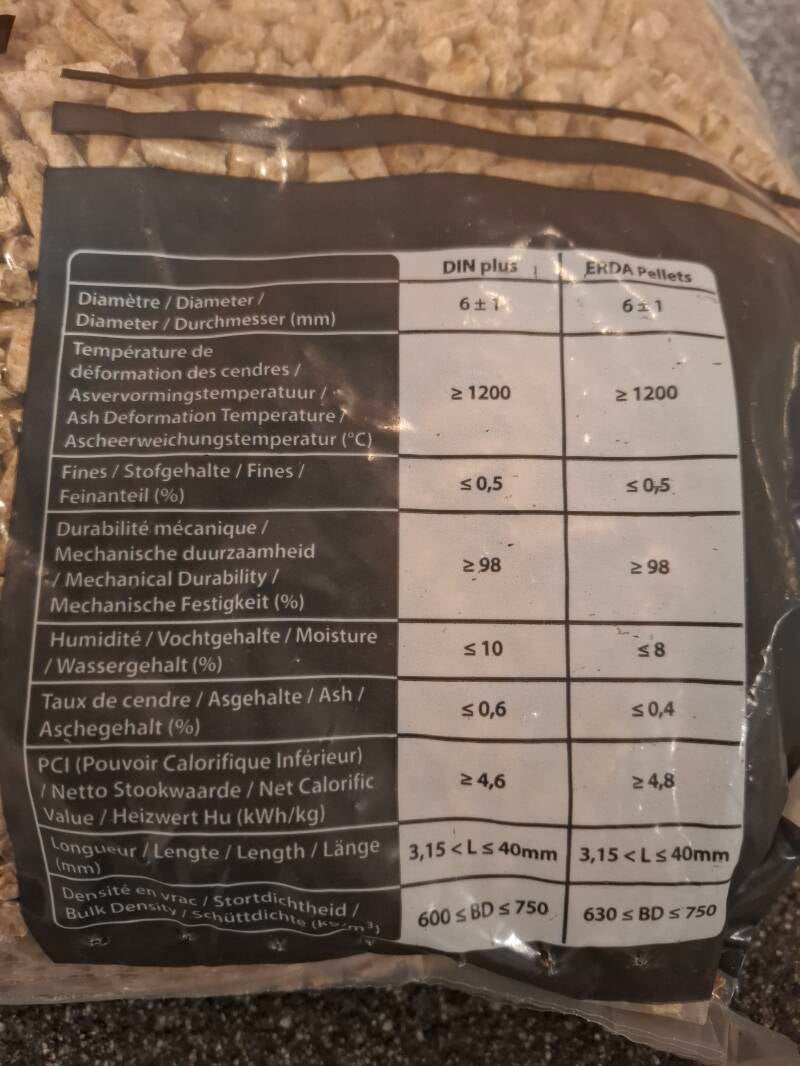 DIN plus
ERDA Pellets
Diamètre / Diameter /
Diameter / Durchmesser (mm)
6 ± 1
6 ± 1
Température de
déformation des cendres /
Asvervormingstemperatuur /
Ash Deformation Temperature /
Ascheerweichungstemperatur (°C)
≥ 1200
≥ 1200
Fines / Stofgehalte / Fines /
Feinanteil (%)
≤ 0,5
≤ 0,5
Durabilité mécanique /
Mechanische duurzaamheid
/ Mechanical Durability /
Mechanische Festigkeit (%)
≥ 98
≥ 98
Humidité / Vochtgehalte / Moisture
/ Wassergehalt (%)
≤ 10
≤ 8
Taux de cendre / Asgehalte / Ash /
Aschegehalt (%)
≤ 0,6
≤ 0,4
PCI (Pouvoir Calorifique Inférieur)
/ Netto Stookwaarde / Net Calorific
Value / Heizwert Hu (kWh/kg)
≥ 4,6
≥ 4,8
Longueur / Lengte / Length / Länge
(mm)
3,15 < L ≤ 40mm
3,15 < L ≤ 40mm
Densité en vrac / Stortdichtheid /
Bulk Density / Schüttdichte (kg/m³)
600 ≤ BD ≤ 750
630 ≤ BD ≤ 750